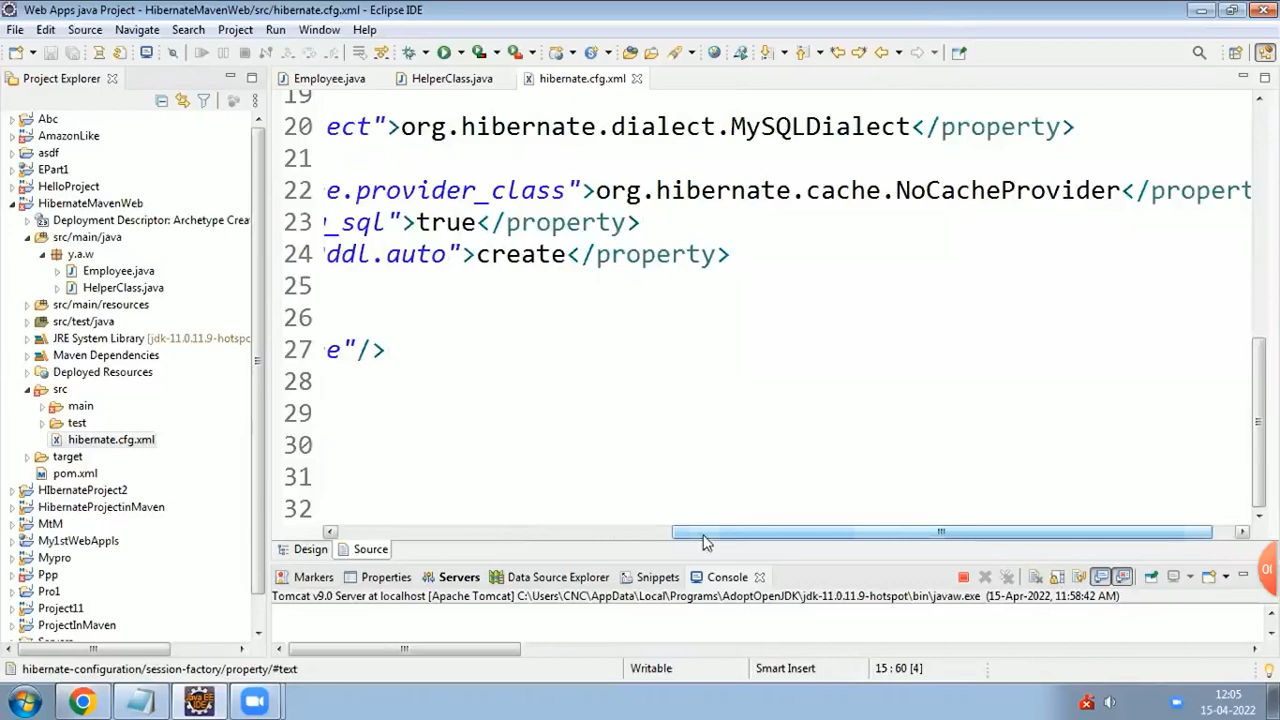 Web Apps java Project - HibernateMavenWeb/src/hibernate.cfg.xml - Eclipse IDE
File Edit Source Navigate Search Project Run Window Help
Project Explorer
Employee.java HelperClass.java hibernate.cfg.xml
Abc
AmazonLike
asdf
EPart1
HelloProject
HibernateMavenWeb
Deployment Descriptor: Archetype Crea
src/main/java
y.a.w
Employee.java
HelperClass.java
src/main/resources
src/test/java
JRE System Library [jdk-11.0.11.9-hotspc
Maven Dependencies
Deployed Resources
src
main
test
hibernate.cfg.xml
target
pom.xml
HIbernateProject2
HibernateProjectinMaven
MtM
My1stWebAppls
Mypro
Ppp
Pro1
Project11
ProjectInMaven
19
20 ect">org.hibernate.dialect.MySQLDialect</property>
21
22 e.provider_class">org.hibernate.cache.NoCacheProvider</propert
23 _sql">true</property>
24 ddl.auto">create</property>
25
26
27 e"/>
28
29
30
31
32
Design Source
Markers Properties Servers Data Source Explorer Snippets Console
Tomcat v9.0 Server at localhost [Apache Tomcat] C:\Users\CNC\AppData\Local\Programs\AdoptOpenJDK\jdk-11.0.11.9-hotspot\bin\javaw.exe (15-Apr-2022, 11:58:42 AM)
hibernate-configuration/session-factory/property/#text Writable Smart Insert 15 : 60 [4]
Java EE
IDE
12:05
15-04-2022